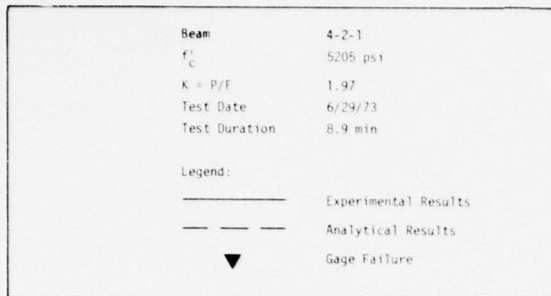 Beam 4-2-1
f'c 5205 psi
K = P/F 1.97
Test Date 6/29/73
Test Duration 8.9 min
Legend:
Experimental Results
Analytical Results
Gage Failure